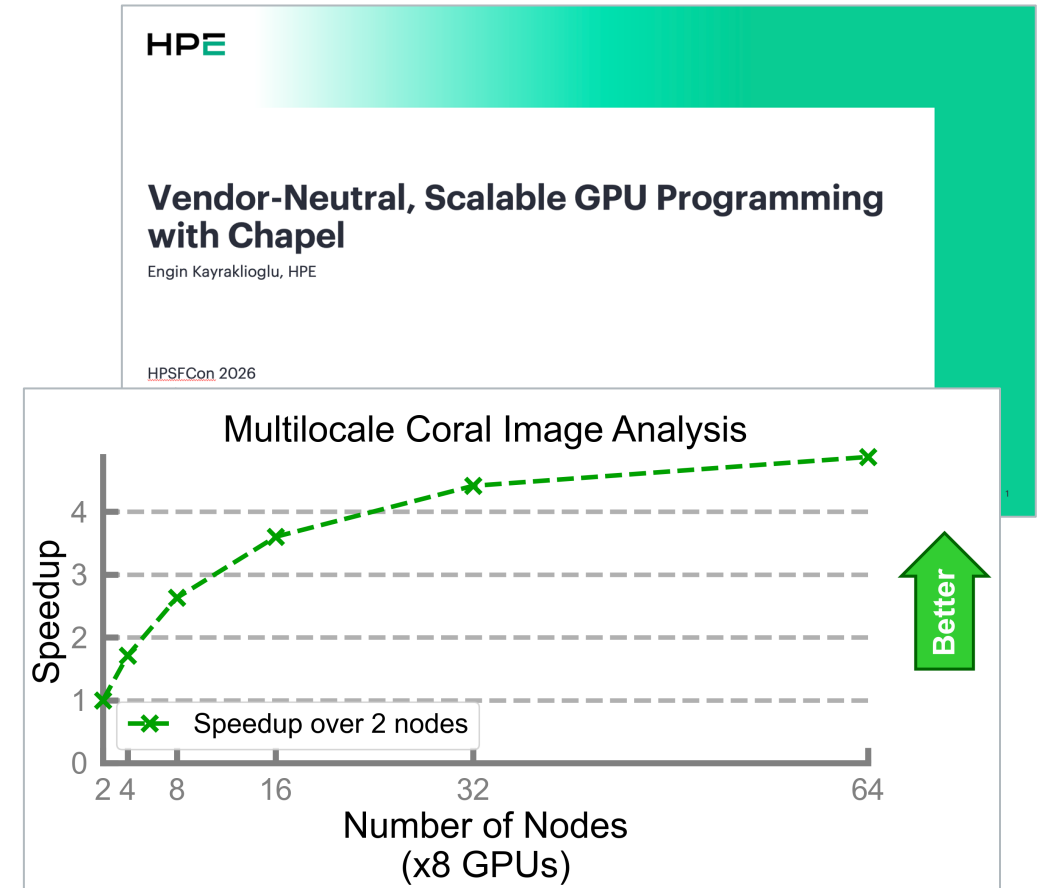 HPE
Vendor-Neutral, Scalable GPU Programming
with Chapel
Engin Kayraklioglu, HPE
HPSFCon 2026
1
Multilocale Coral Image Analysis
Speedup
4
3
2
1
0
Speedup over 2 nodes
2 4 8 16 32 64
Number of Nodes
(x8 GPUs)
Better